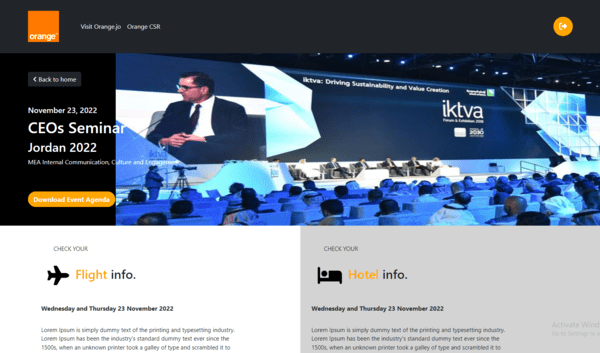 orange™
Visit Orange.jo Orange CSR
Back to home
November 23, 2022
CEOs Seminar
Jordan 2022
MEA Internal Communication, Culture and Engagement
Download Event Agenda
iktva: Driving Sustainability and Value Creation
iktva
Forum & Exhibition 2018
2030
CHECK YOUR
Flight info.
Wednesday and Thursday 23 November 2022
Lorem Ipsum is simply dummy text of the printing and typesetting industry.
Lorem Ipsum has been the industry's standard dummy text ever since the
1500s, when an unknown printer took a galley of type and scrambled it to
CHECK YOUR
Hotel info.
Wednesday and Thursday 23 November 2022
Lorem Ipsum is simply dummy text of the printing and typesetting industry.
Lorem Ipsum has been the industry's standard dummy text ever since the
1500s, when an unknown printer took a galley of type and scrambled it to
Activate Wind